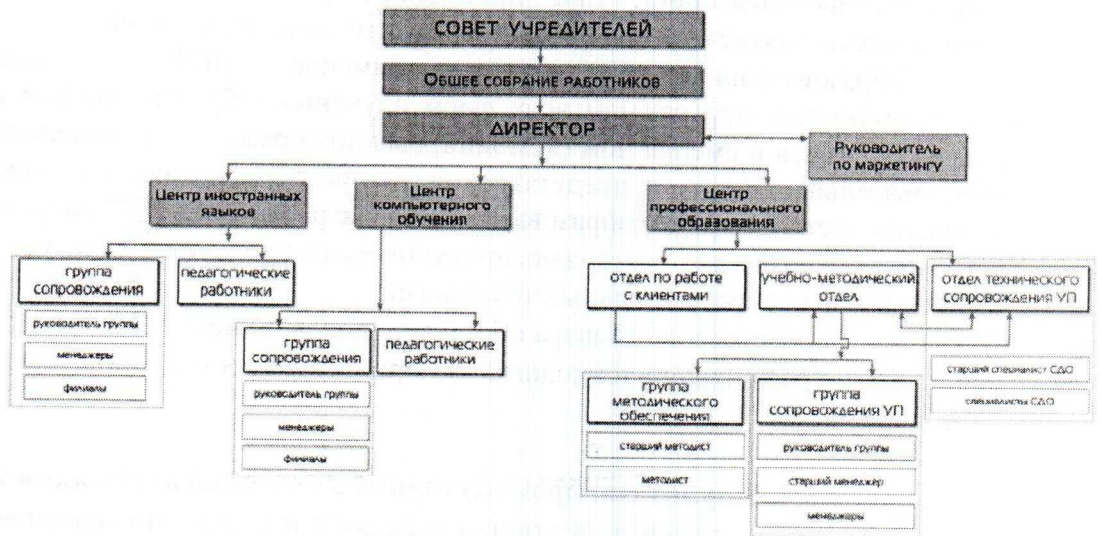 СОВЕТ УЧРЕДИТЕЛЕЙ
ОБЩЕЕ СОБРАНИЕ РАБОТНИКОВ
ДИРЕКТОР
Руководитель
по маркетингу
Центр иностранных
языков
Центр
компьютерного
обучения
Центр
профессионального
образования
группа
сопровождения
руководитель группы
менеджеры
филиалы
педагогические
работники
группа
сопровождения
руководитель группы
менеджеры
филиалы
педагогические
работники
отдел по работе
с клиентами
учебно-методический
отдел
отдел технического
сопровождения УП
старший специалист СДО
специалисты СДО
группа
методического
обеспечения
старший методист
методист
группа
сопровождения УП
руководитель группы
старший менеджер
менеджеры